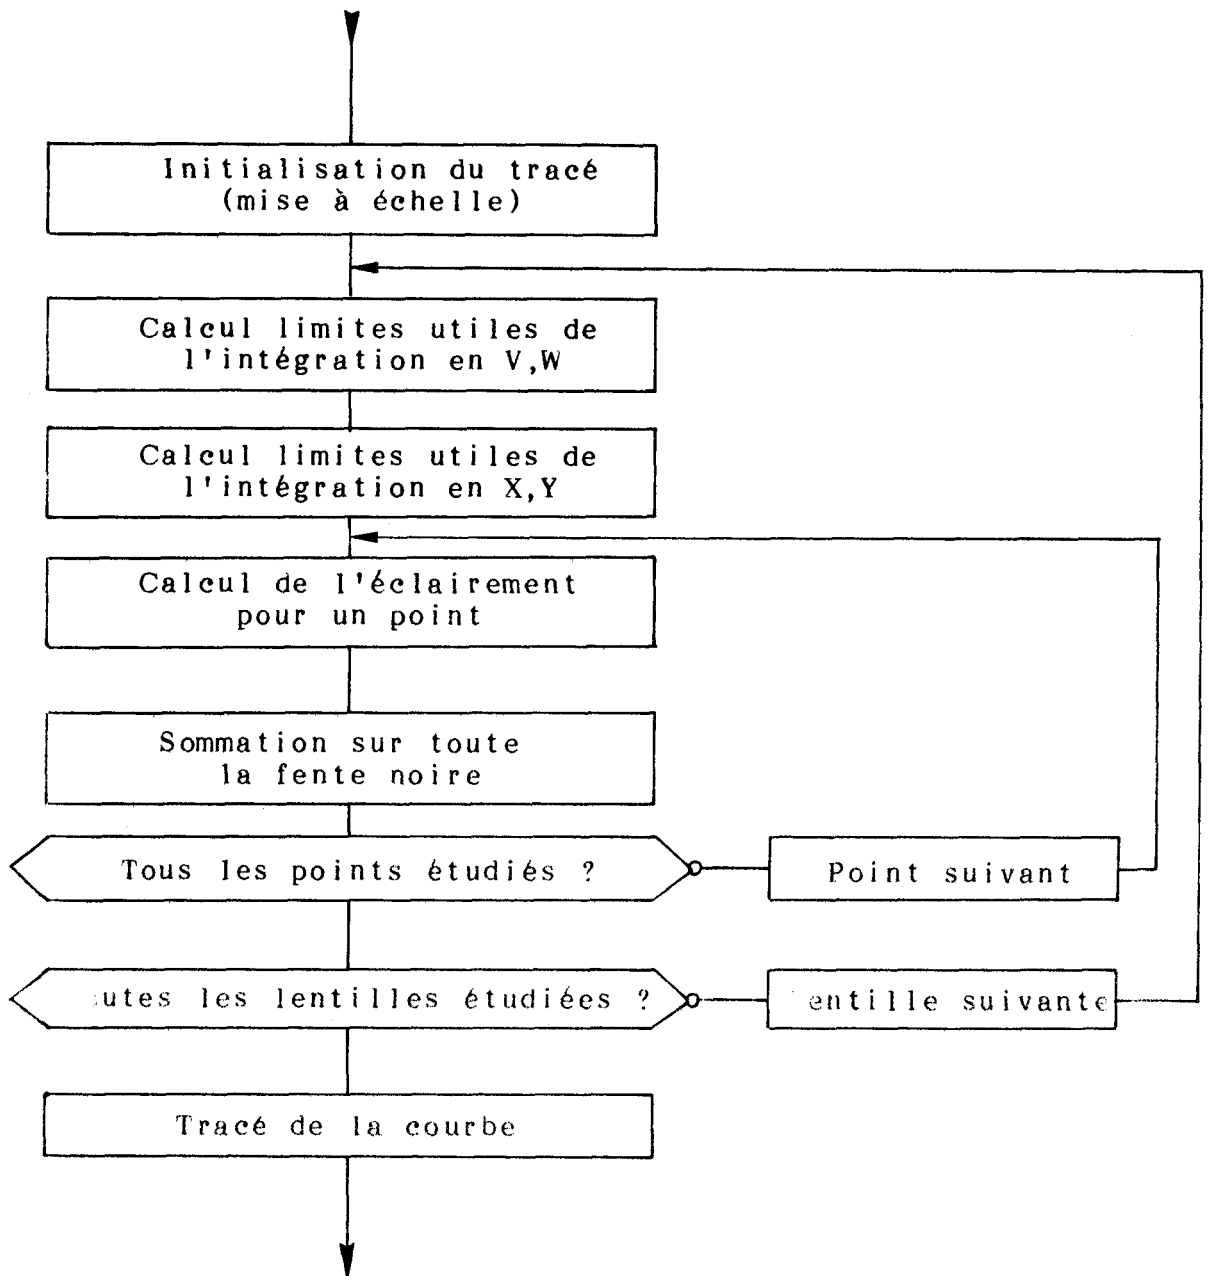 Initialisation du tracé
(mise à échelle)
Calcul limites utiles de
l'intégration en V,W
Calcul limites utiles de
l'intégration en X,Y
Calcul de l'éclairement
pour un point
Sommation sur toute
la fente noire
Tous les points étudiés ?
Point suivant
utes les lentilles étudiées ?
entille suivante
Tracé de la courbe